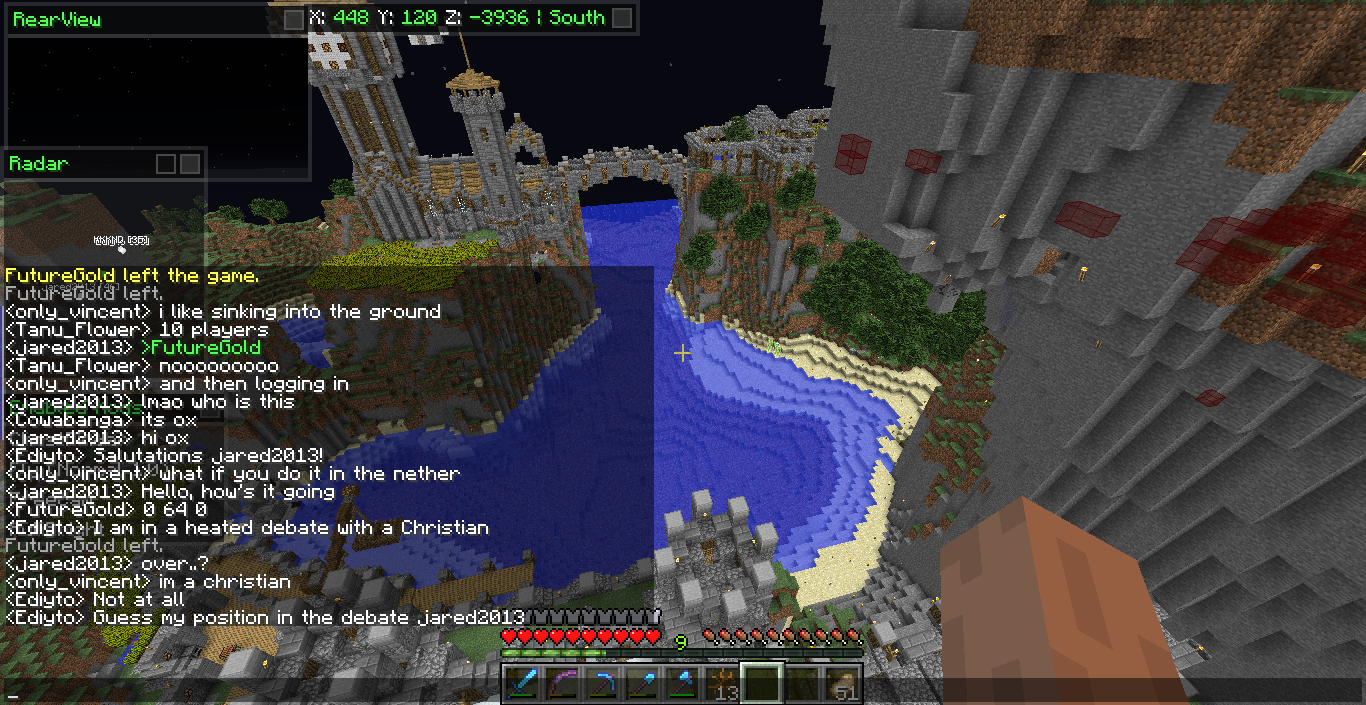 RearView
X: 448 Y: 120 Z: -3936 | South
Radar
FutureGold left the game.
FutureGold left.
<only_vincent> i like sinking into the ground
<Tanu_Flower> 10 players
<jared2013> >FutureGold
<Tanu_Flower> nooooooooo
<only_vincent> and then logging in
<jared2013> lmao who is this
<Cowabanga> its ox
<jared2013> hi ox
<Ediyto> Salutations jared2013!
<only_vincent> what if you do it in the nether
<jared2013> Hello, how's it going
<FutureGold> 0 64 0
<Ediyto> I am in a heated debate with a Christian
FutureGold left.
<jared2013> over..?
<only_vincent> im a christian
<Ediyto> Not at all
<Ediyto> Guess my position in the debate jared2013
9
13
51
_